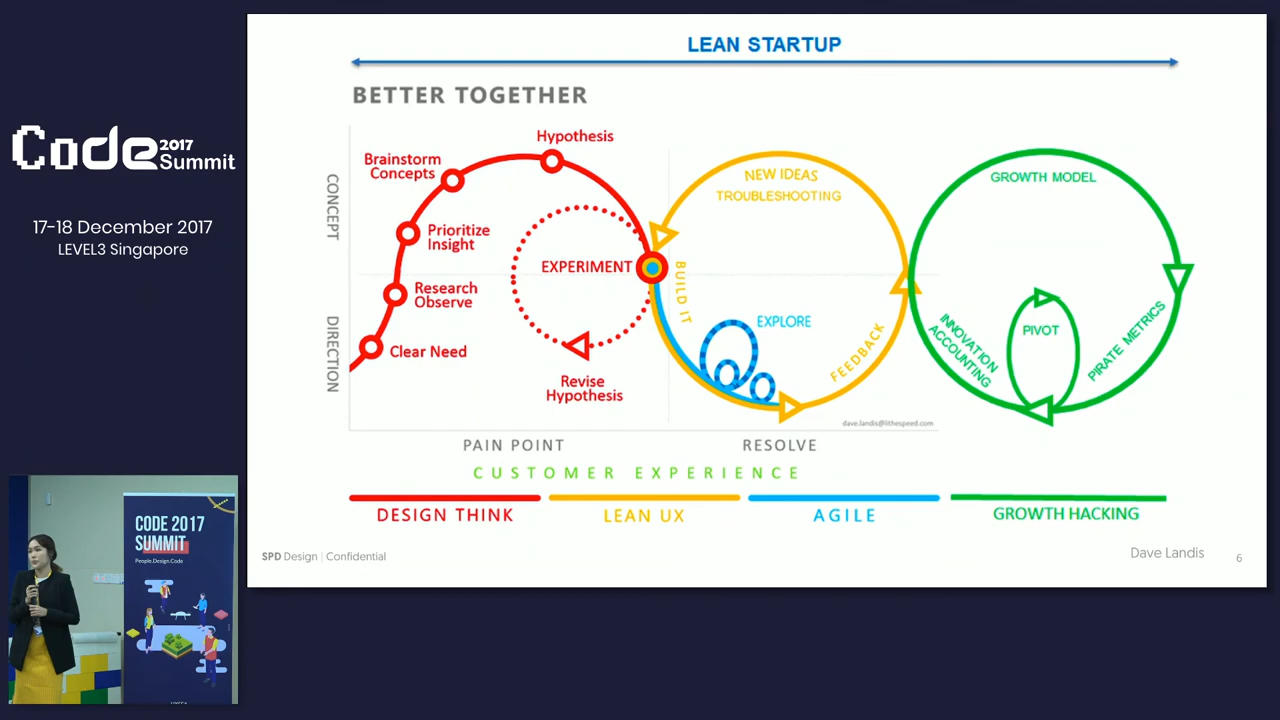 Code 2017 Summit
17-18 December 2017
LEVEL3 Singapore
LEAN STARTUP
BETTER TOGETHER
CONCEPT
DIRECTION
Hypothesis
Brainstorm
Concepts
Prioritize
Insight
Research
Observe
Clear Need
EXPERIMENT
Revise
Hypothesis
NEW IDEAS
TROUBLESHOOTING
BUILD IT
EXPLORE
FEEDBACK
GROWTH MODEL
INNOVATION
ACCOUNTING
PIVOT
PIRATE METRICS
dave.landis@lithespeed.com
PAIN POINT
RESOLVE
CUSTOMER EXPERIENCE
DESIGN THINK
LEAN UX
AGILE
GROWTH HACKING
SPD Design | Confidential
Dave Landis
6
CODE 2017
SUMMIT
People.Design.Code